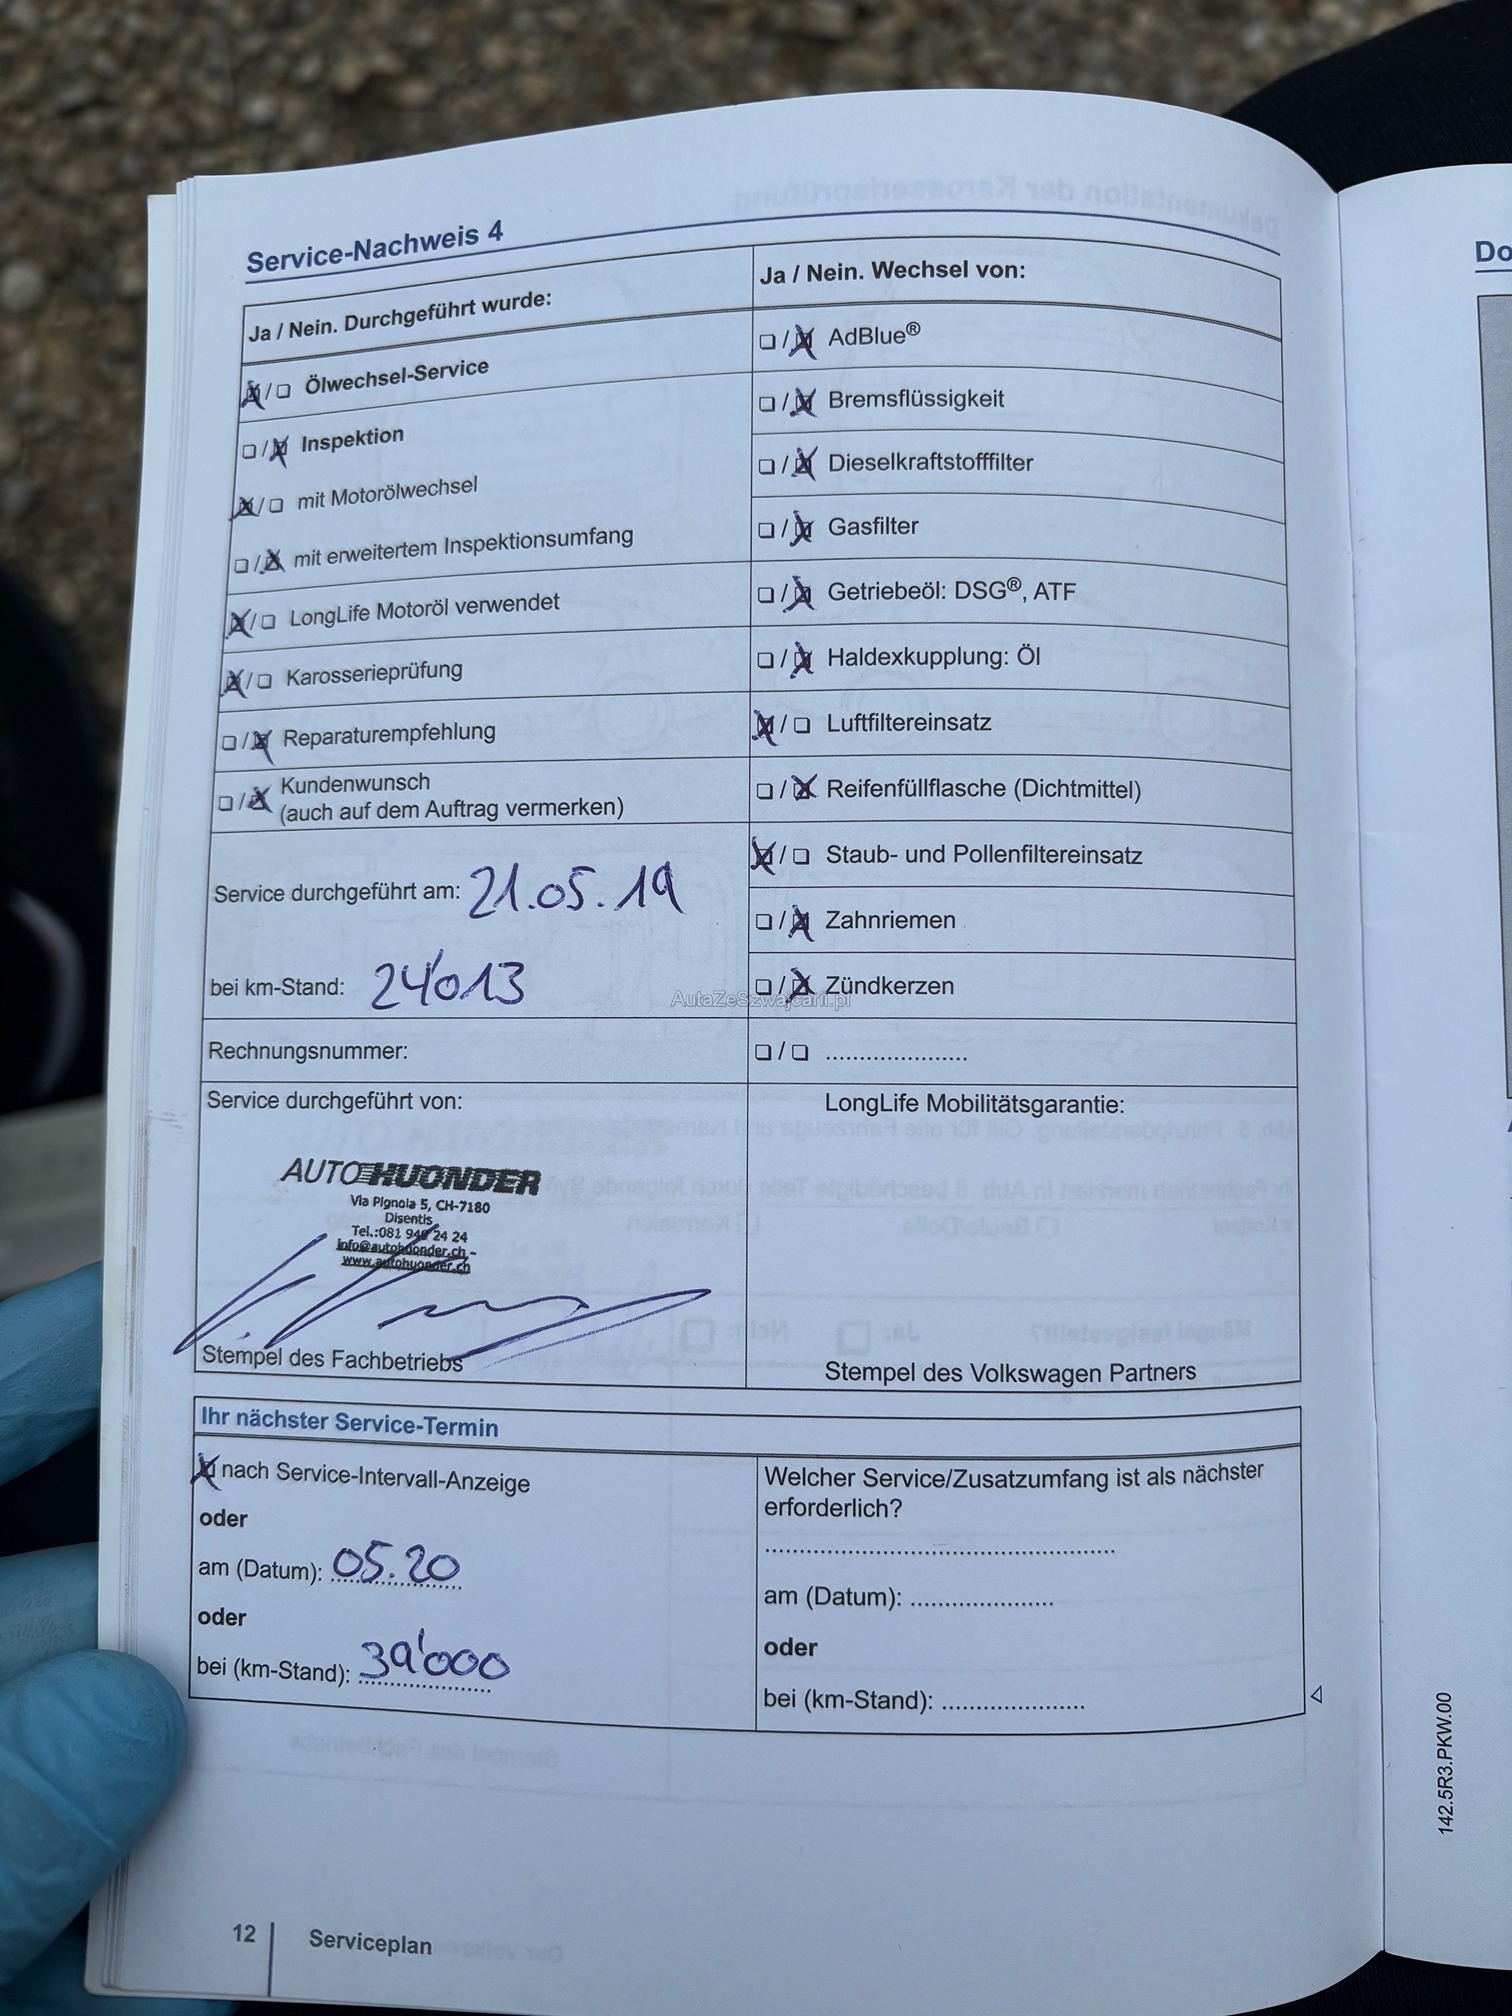 Service-Nachweis 4
Ja / Nein. Durchgeführt wurde:
Ölwechsel-Service
Inspektion
mit Motorölwechsel
mit erweitertem Inspektionsumfang
LongLife Motoröl verwendet
Karosserieprüfung
Reparaturempfehlung
Kundenwunsch
(auch auf dem Auftrag vermerken)
Service durchgeführt am: 21.05.19
bei km-Stand: 24'013
Rechnungsnummer:
Service durchgeführt von:
AUTO HUONDER
Via Pignola 5, CH-7180
Disentis
Tel.:081 94 24 24
info@autohuonder.ch -
www.autohuonder.ch
Stempel des Fachbetriebs
Ja / Nein. Wechsel von:
AdBlue®
Bremsflüssigkeit
Dieselkraftstofffilter
Gasfilter
Getriebeöl: DSG®, ATF
Haldexkupplung: Öl
Luftfiltereinsatz
Reifenfüllflasche (Dichtmittel)
Staub- und Pollenfiltereinsatz
Zahnriemen
Zündkerzen
AutaZeSzwajcarii.pl
LongLife Mobilitätsgarantie:
Stempel des Volkswagen Partners
Ihr nächster Service-Termin
nach Service-Intervall-Anzeige
oder
am (Datum): 05.20
oder
bei (km-Stand): 39'000
Welcher Service/Zusatzumfang ist als nächster
erforderlich?
am (Datum):
oder
bei (km-Stand):
12
Serviceplan
142.5R3.PKW.00
Do